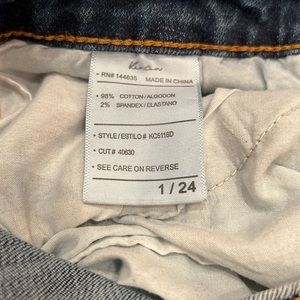 KanCan
• RN# 144635 MADE IN CHINA
• 98% COTTON/ALGODON
2% SPANDEX/ELASTANO
• STYLE/ESTILO# KC5118D
• CUT# 40630
• SEE CARE ON REVERSE
1 / 24